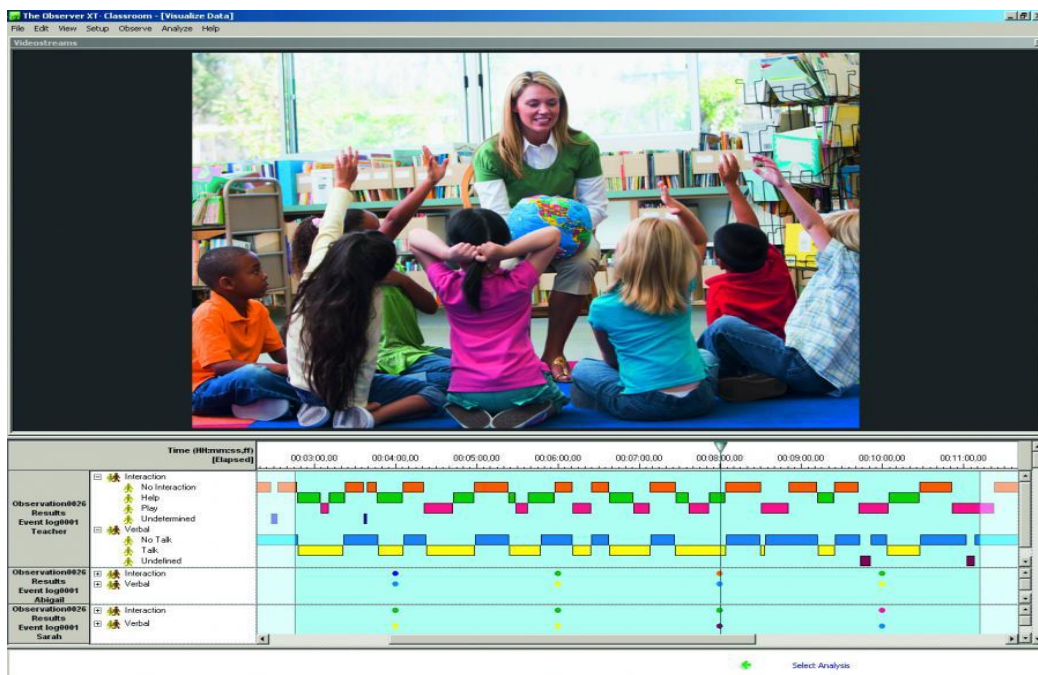 The Observer XT- Classroom - [Visualize Data]
File Edit View Setup Observe Analyze Help
Videostreams
Time (HH:mm:ss,ff)
[Elapsed]
00:03:00,00 00:04:00,00 00:05:00,00 00:06:00,00 00:07:00,00 00:08:00,00 00:09:00,00 00:10:00,00 00:11:00,00
Observation0026
Results
Event log0001
Teacher
Interaction
No Interaction
Help
Play
Undetermined
Verbal
No Talk
Talk
Undefined
Observation0026
Results
Event log0001
Abigail
Interaction
Verbal
Observation0026
Results
Event log0001
Sarah
Interaction
Verbal
Select Analysis